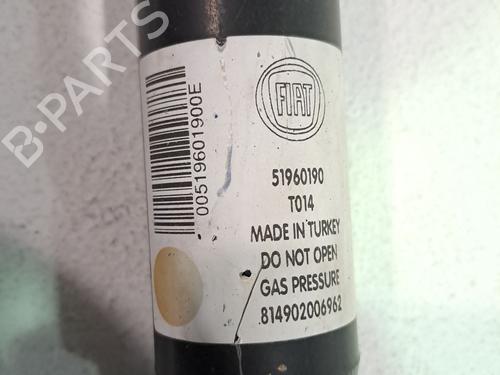 B-PARTS
00519601900E
FIAT
51960190
T014
MADE IN TURKEY
DO NOT OPEN
GAS PRESSURE
814902006962